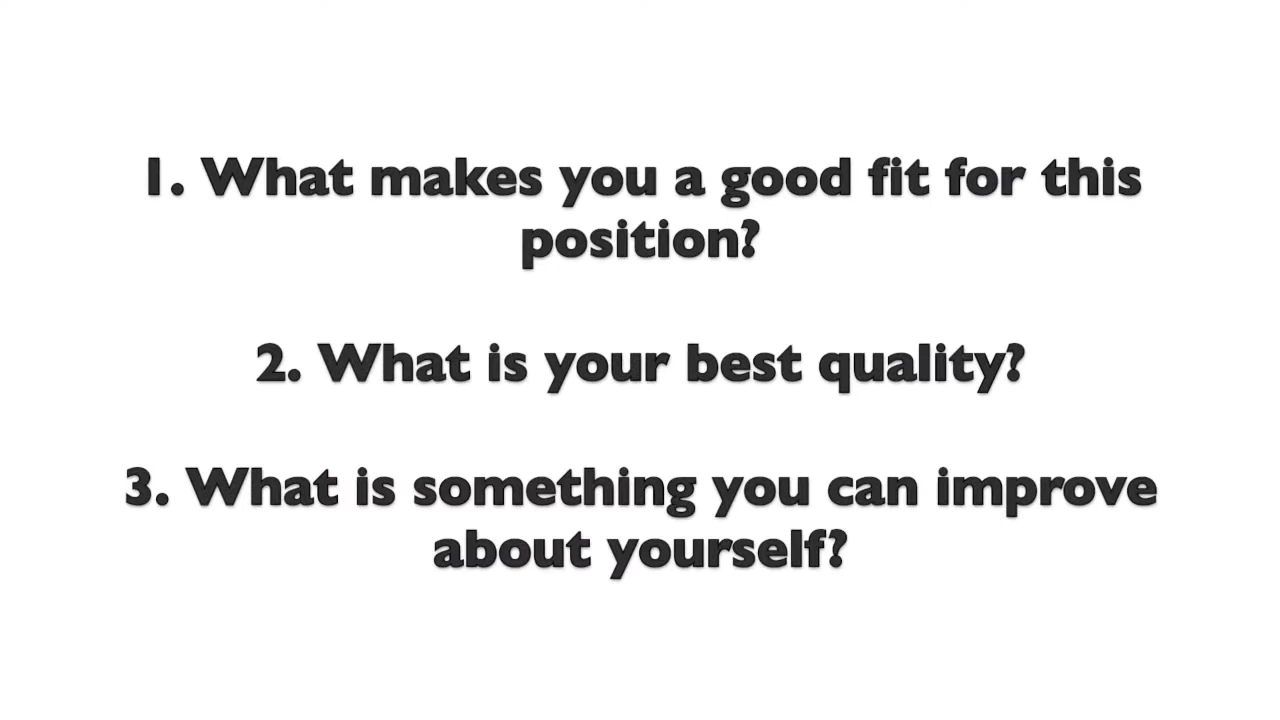 1. What makes you a good fit for this
position?
2. What is your best quality?
3. What is something you can improve
about yourself?